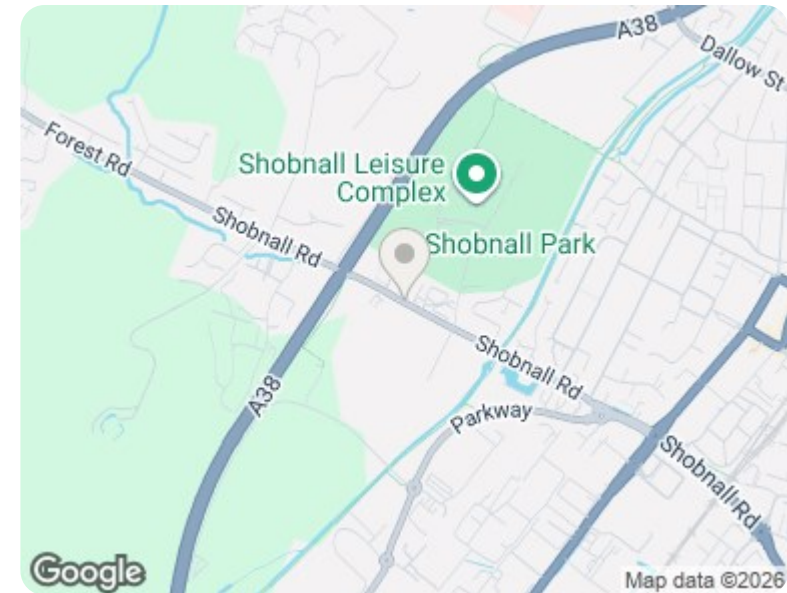 A38
Dallow St
Forest Rd
Shobnall Leisure
Complex
Shobnall Rd
Shobnall Park
Shobnall Rd
A38
Parkway
Shobnall Rd
Google
Map data ©2026